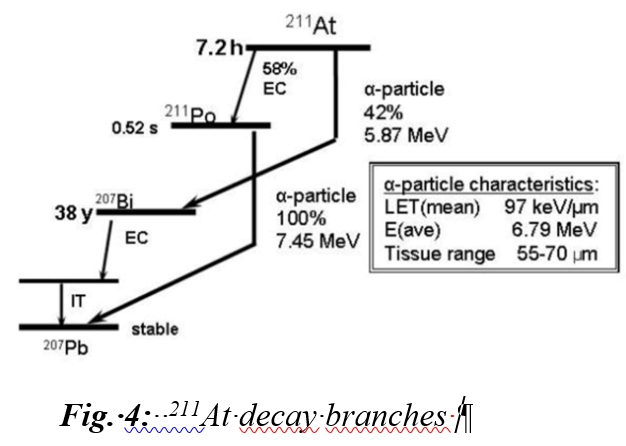 ²¹¹At
7.2h
58%
EC
α-particle
42%
5.87 MeV
²¹¹Po
0.52 s
²⁰⁷Bi
38 y
EC
α-particle
100%
7.45 MeV
α-particle characteristics:
LET(mean) 97 keV/µm
E(ave) 6.79 MeV
Tissue range 55-70 µm
IT
stable
²⁰⁷Pb
Fig.·4:··²¹¹At·decay·branches·¶